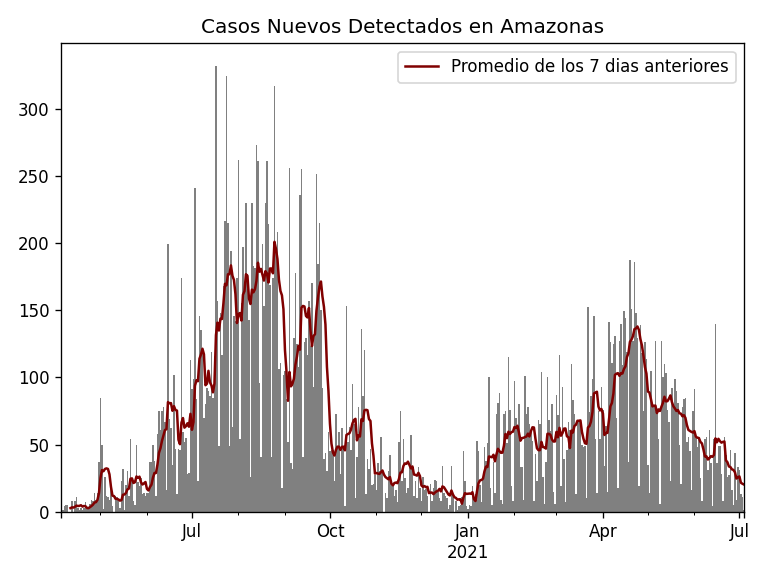 Casos Nuevos Detectados en Amazonas
Promedio de los 7 dias anteriores
300
250
200
150
100
50
0
Jul
Oct
Jan
2021
Apr
Jul